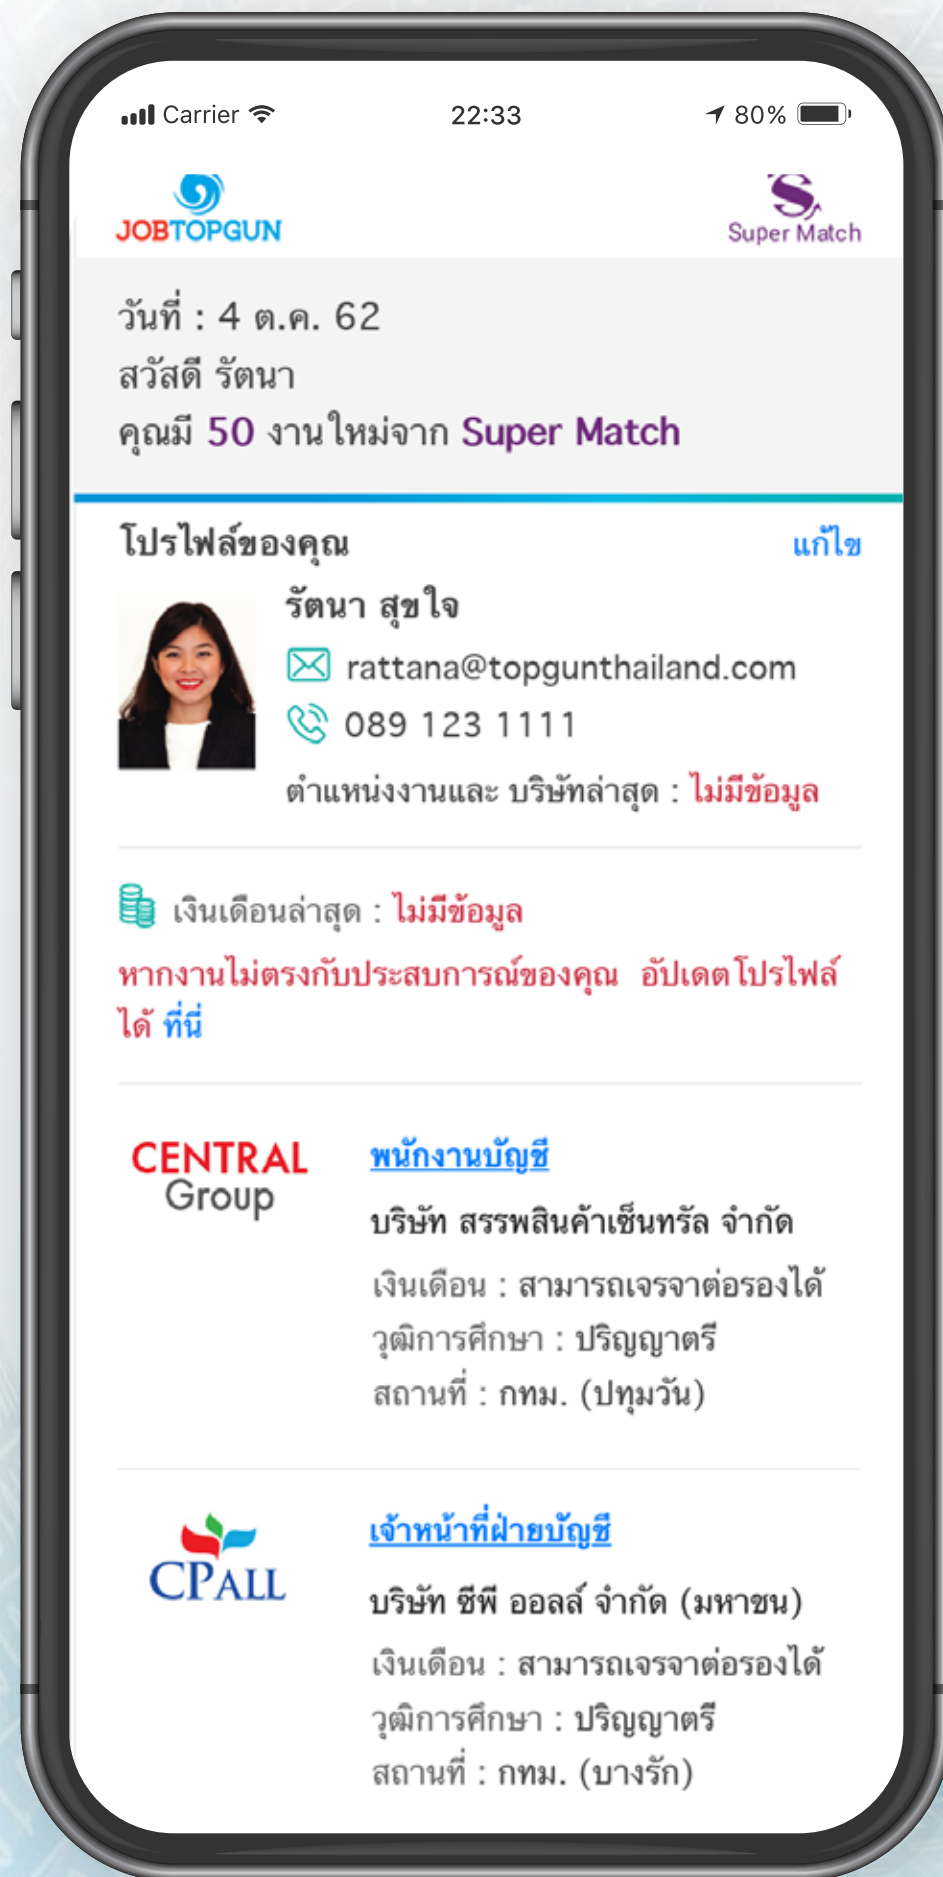 Carrier 22:33 80%
JOBTOPGUN
S Super Match
วันที่ : 4 ต.ค. 62
สวัสดี รัตนา
คุณมี 50 งานใหม่จาก Super Match
โปรไฟล์ของคุณ แก้ไข
รัตนา สุขใจ
rattana@topgunthailand.com
089 123 1111
ตำแหน่งงานและ บริษัทล่าสุด : ไม่มีข้อมูล
เงินเดือนล่าสุด : ไม่มีข้อมูล
หากงานไม่ตรงกับประสบการณ์ของคุณ อัปเดตโปรไฟล์
ได้ ที่นี่
CENTRAL
Group
พนักงานบัญชี
บริษัท สรรพสินค้าเซ็นทรัล จำกัด
เงินเดือน : สามารถเจรจาต่อรองได้
วุฒิการศึกษา : ปริญญาตรี
สถานที่ : กทม. (ปทุมวัน)
CPALL
เจ้าหน้าที่ฝ่ายบัญชี
บริษัท ซีพี ออลล์ จำกัด (มหาชน)
เงินเดือน : สามารถเจรจาต่อรองได้
วุฒิการศึกษา : ปริญญาตรี
สถานที่ : กทม. (บางรัก)